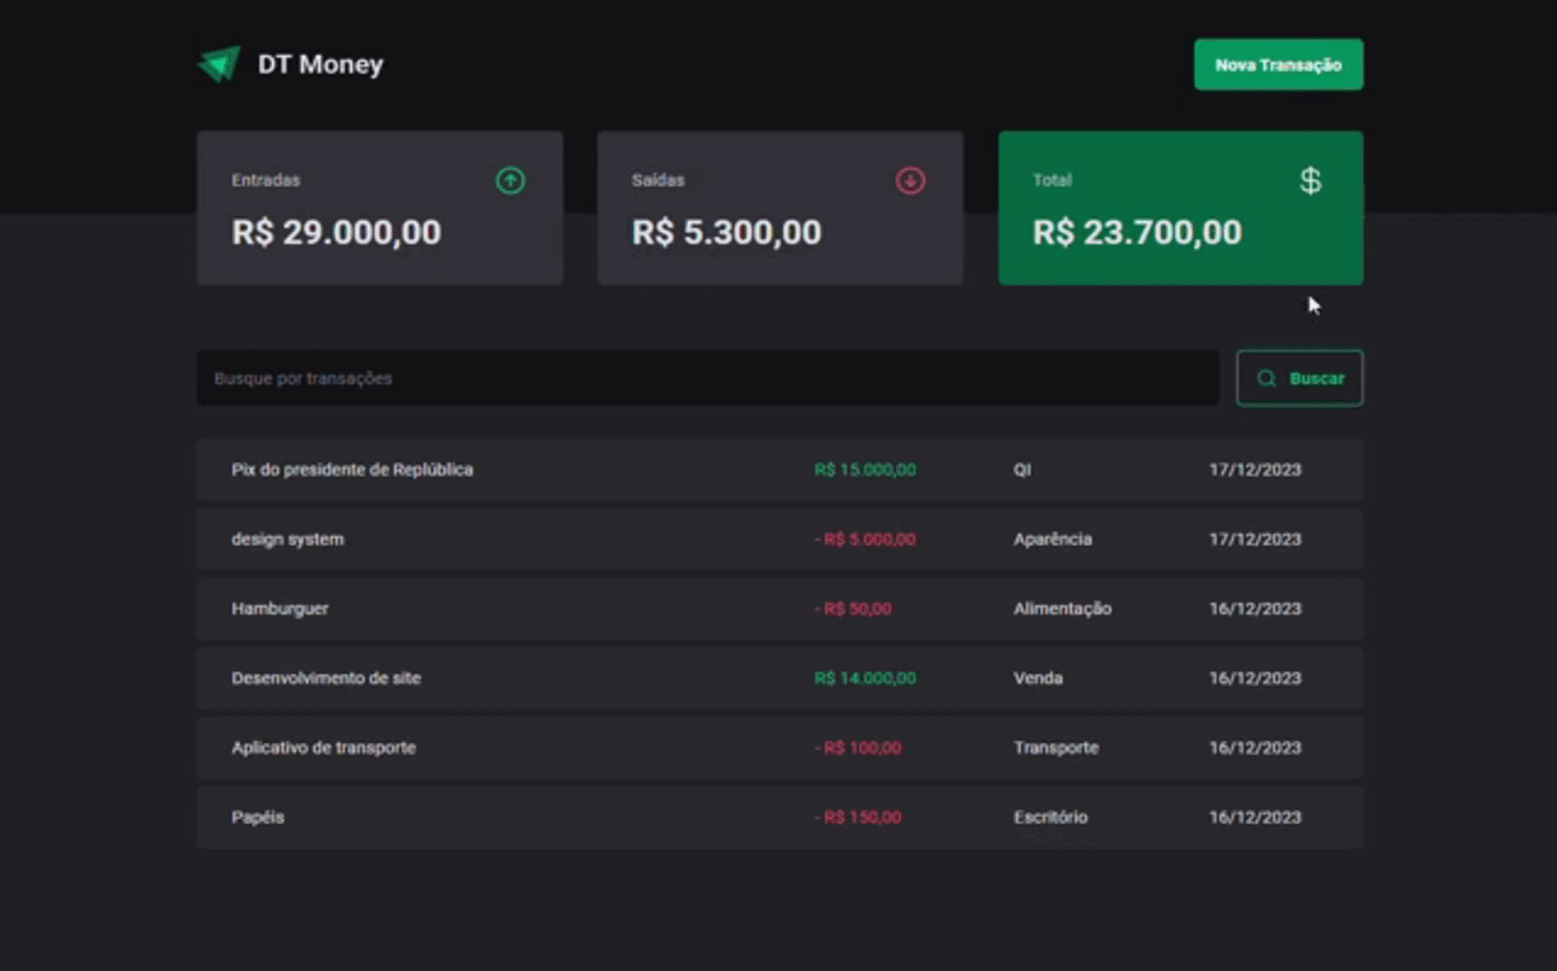 DT Money
Nova Transação
Entradas
R$ 29.000,00
Saídas
R$ 5.300,00
Total
$
R$ 23.700,00
Busque por transações
Buscar
Pix do presidente de Replública R$ 15.000,00 QI 17/12/2023
design system - R$ 5.000,00 Aparência 17/12/2023
Hamburguer - R$ 50,00 Alimentação 16/12/2023
Desenvolvimento de site R$ 14.000,00 Venda 16/12/2023
Aplicativo de transporte - R$ 100,00 Transporte 16/12/2023
Papéis - R$ 150,00 Escritório 16/12/2023